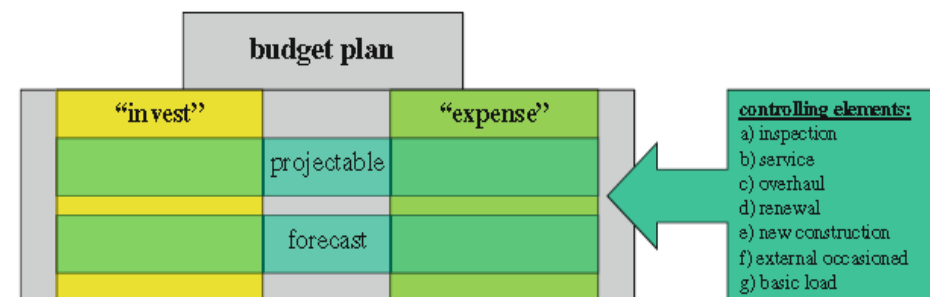 budget plan
“invest”
“expense”
projectable
forecast
controlling elements:
a) inspection
b) service
c) overhaul
d) renewal
e) new construction
f) external occasioned
g) basic load